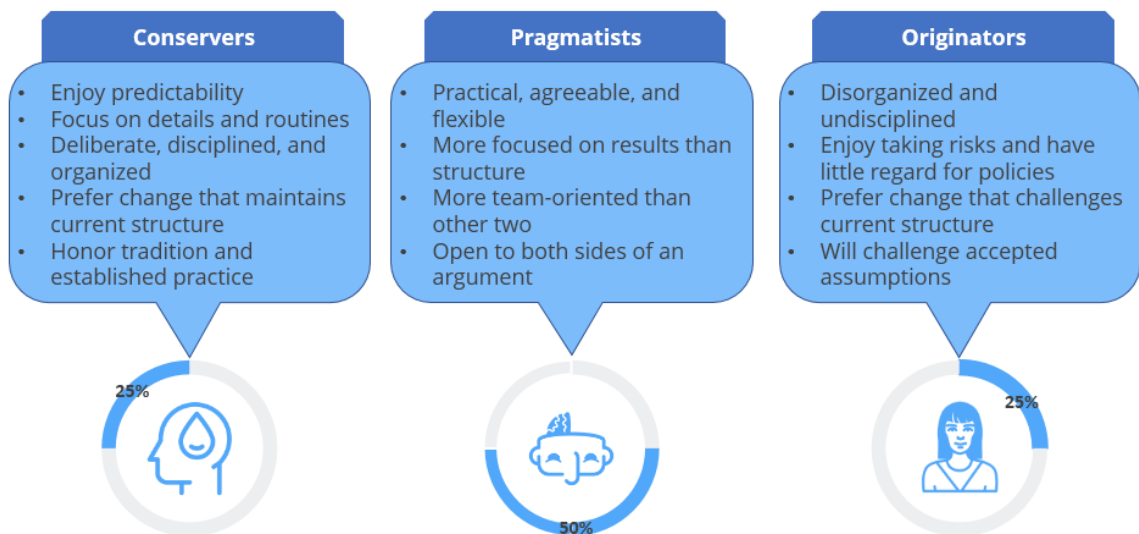 Conservers
• Enjoy predictability
• Focus on details and routines
• Deliberate, disciplined, and
organized
• Prefer change that maintains
current structure
• Honor tradition and
established practice
25%
Pragmatists
• Practical, agreeable, and
flexible
• More focused on results than
structure
• More team-oriented than
other two
• Open to both sides of an
argument
50%
Originators
• Disorganized and
undisciplined
• Enjoy taking risks and have
little regard for policies
• Prefer change that challenges
current structure
• Will challenge accepted
assumptions
25%